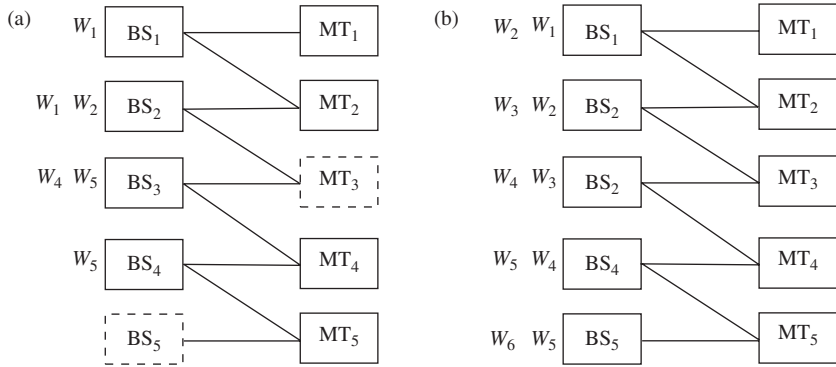 (a) W1 BS1 MT1
W1 W2 BS2 MT2
W4 W5 BS3 MT3
W5 BS4 MT4
BS5 MT5
(b) W2 W1 BS1 MT1
W3 W2 BS2 MT2
W4 W3 BS2 MT3
W5 W4 BS4 MT4
W6 W5 BS5 MT5